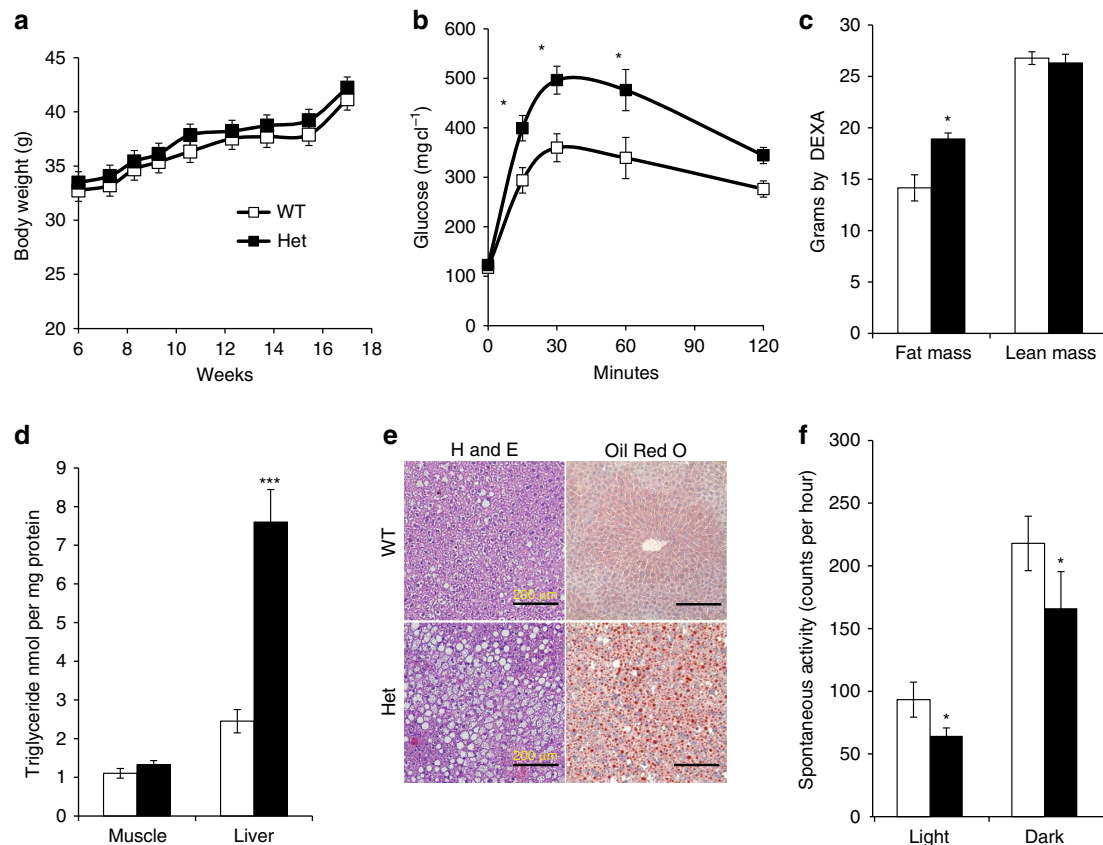 a
Body weight (g)
45
40
35
30
25
20
6 8 10 12 14 16 18
Weeks
WT
Het
b
Glucose (mg cl⁻¹)
600
500
400
300
200
100
0
0 30 60 90 120
Minutes
* * *
c
Grams by DEXA
30
25
20
15
10
5
0
*
Fat mass Lean mass
d
Triglyceride nmol per mg protein
9
8
7
6
5
4
3
2
1
0
***
Muscle Liver
e
H and E Oil Red O
WT
200 µm
Het
200 µm
f
Spontaneous activity (counts per hour)
300
250
200
150
100
50
0
* *
Light Dark